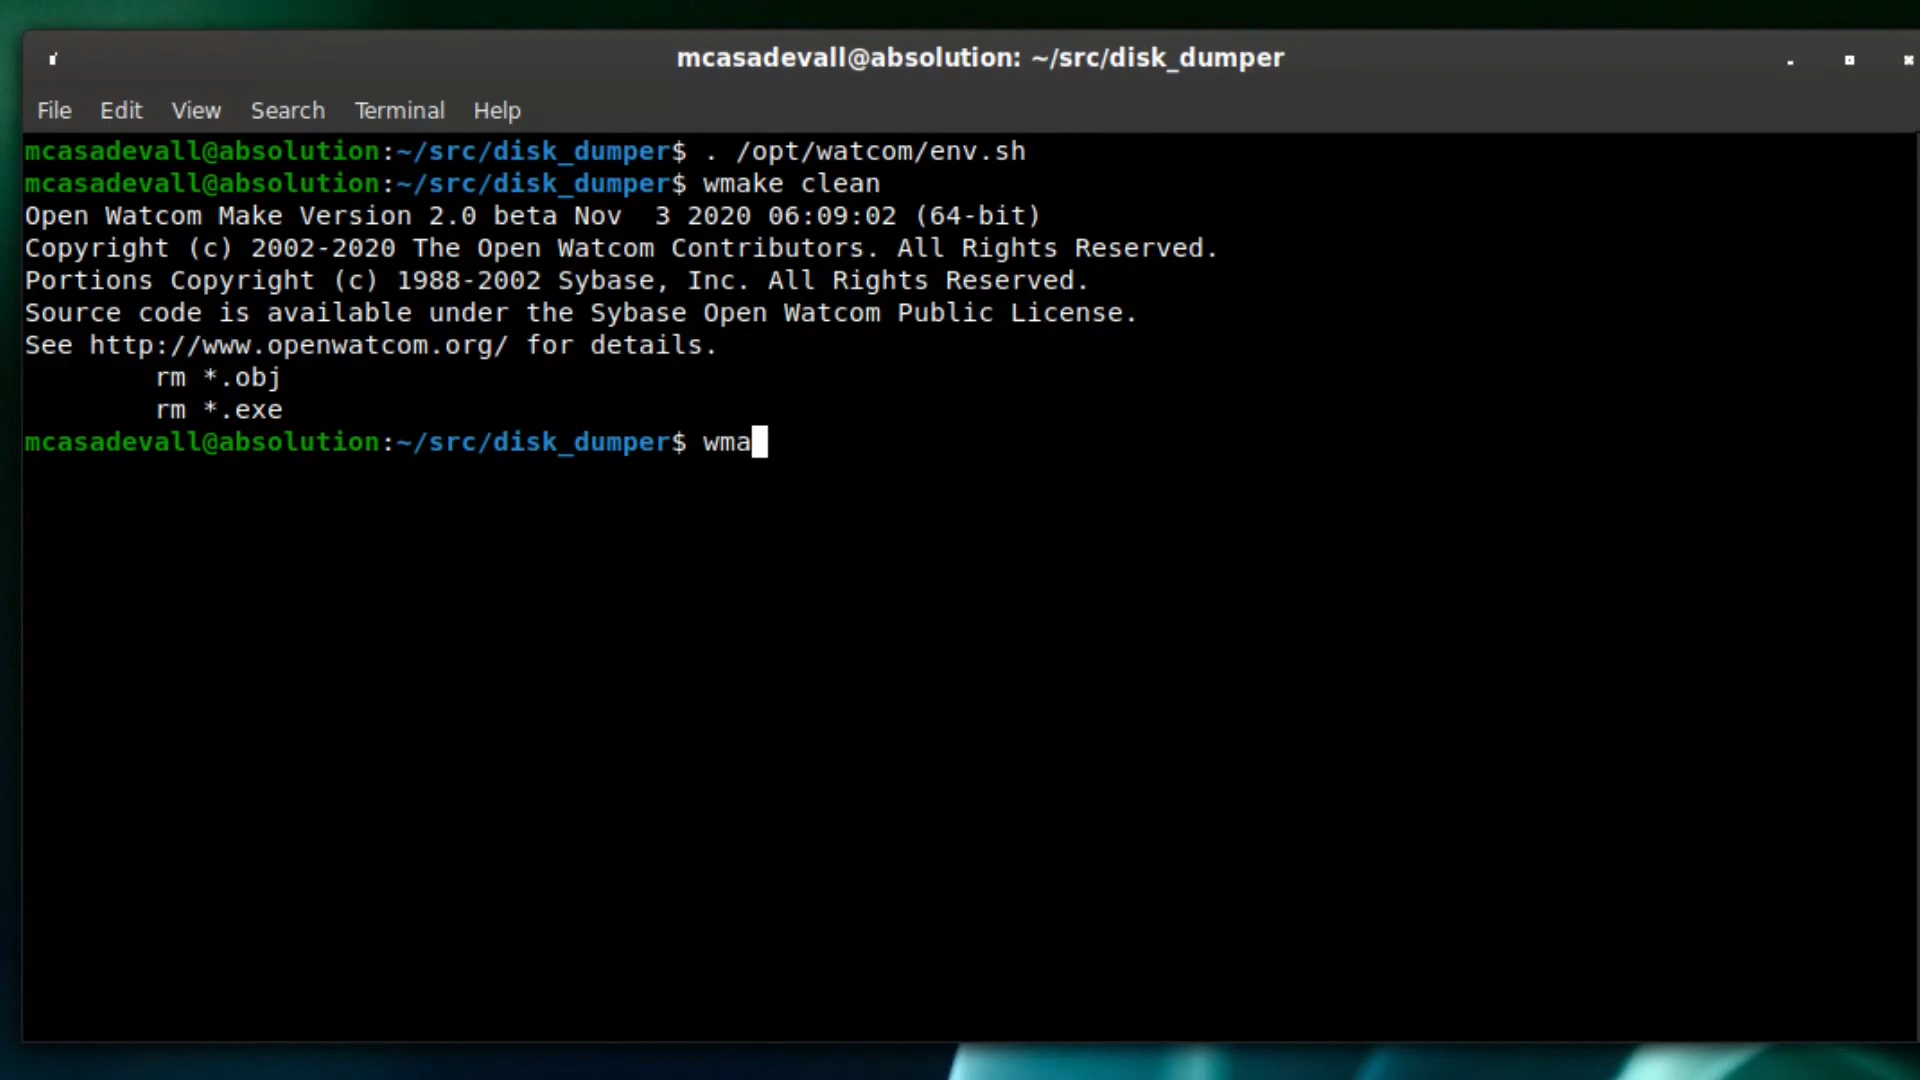 mcasadevall@absolution: ~/src/disk_dumper
File Edit View Search Terminal Help
mcasadevall@absolution:~/src/disk_dumper$ . /opt/watcom/env.sh
mcasadevall@absolution:~/src/disk_dumper$ wmake clean
Open Watcom Make Version 2.0 beta Nov  3 2020 06:09:02 (64-bit)
Copyright (c) 2002-2020 The Open Watcom Contributors. All Rights Reserved.
Portions Copyright (c) 1988-2002 Sybase, Inc. All Rights Reserved.
Source code is available under the Sybase Open Watcom Public License.
See http://www.openwatcom.org/ for details.
        rm *.obj
        rm *.exe
mcasadevall@absolution:~/src/disk_dumper$ wma